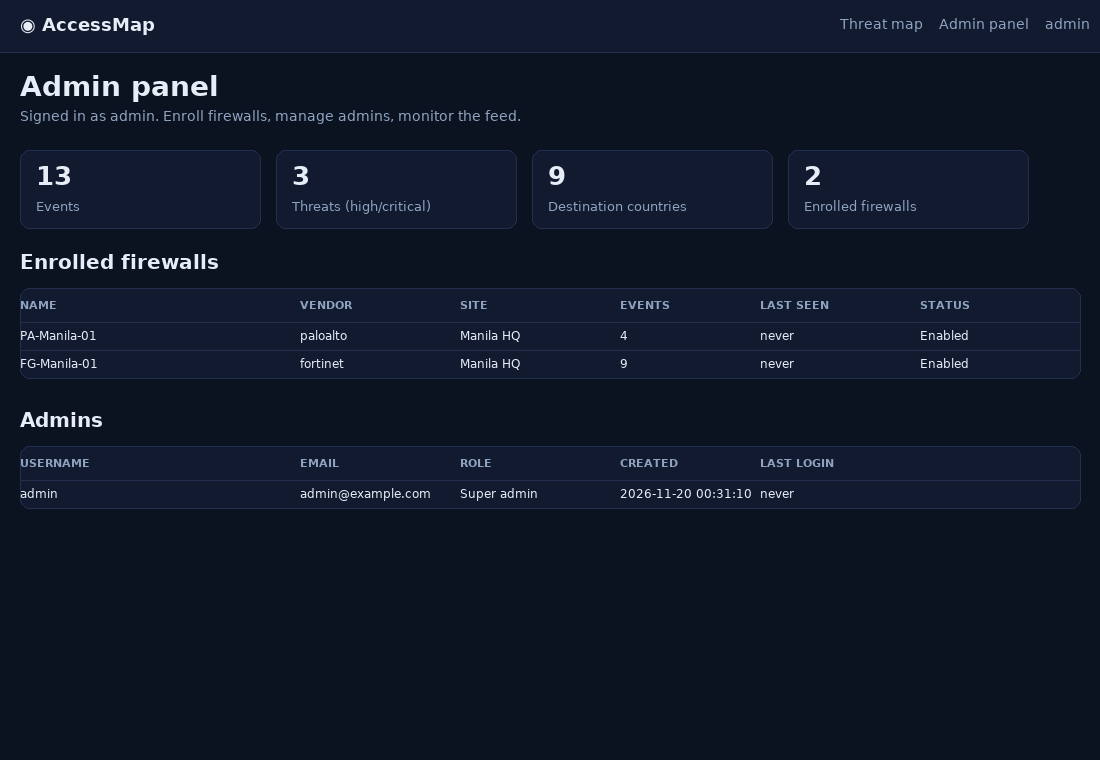 ◉ AccessMap Threat map Admin panel admin
Admin panel
Signed in as admin. Enroll firewalls, manage admins, monitor the feed.
13 3 9 2
Events Threats (high/critical) Destination countries Enrolled firewalls
Enrolled firewalls
NAME VENDOR SITE EVENTS LAST SEEN STATUS
PA-Manila-01 paloalto Manila HQ 4 never Enabled
FG-Manila-01 fortinet Manila HQ 9 never Enabled
Admins
USERNAME EMAIL ROLE CREATED LAST LOGIN
admin admin@example.com Super admin 2026-11-20 00:31:10 never